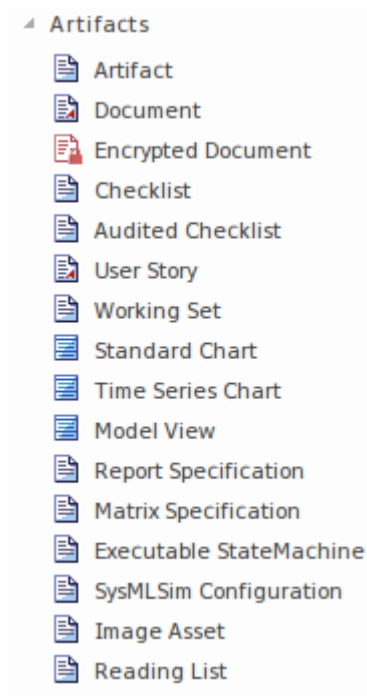 Artifacts
Artifact
Document
Encrypted Document
Checklist
Audited Checklist
User Story
Working Set
Standard Chart
Time Series Chart
Model View
Report Specification
Matrix Specification
Executable StateMachine
SysMLSim Configuration
Image Asset
Reading List